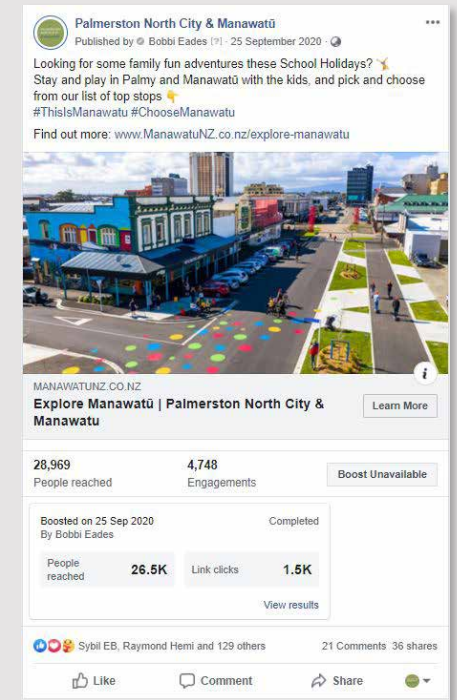 Palmerston North City & Manawatū
Published by Bobbi Eades [?] · 25 September 2020 ·
Looking for some family fun adventures these School Holidays?
Stay and play in Palmy and Manawatū with the kids, and pick and choose
from our list of top stops
#ThisIsManawatu #ChooseManawatu
Find out more: www.ManawatuNZ.co.nz/explore-manawatu
MANAWATUNZ.CO.NZ
Explore Manawatū | Palmerston North City &
Manawatu
Learn More
28,969
People reached
4,748
Engagements
Boost Unavailable
Boosted on 25 Sep 2020
By Bobbi Eades
Completed
People
reached
26.5K
Link clicks
1.5K
View results
Sybil EB, Raymond Hemi and 129 others
21 Comments 36 shares
Like
Comment
Share